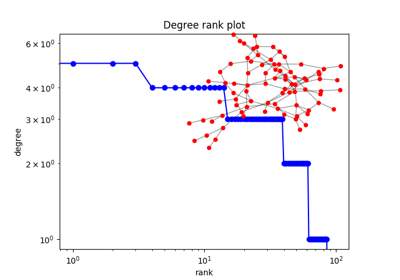 Degree rank plot
6 × 10⁰
4 × 10⁰
3 × 10⁰
2 × 10⁰
10⁰
degree
10⁰ 10¹ 10²
rank